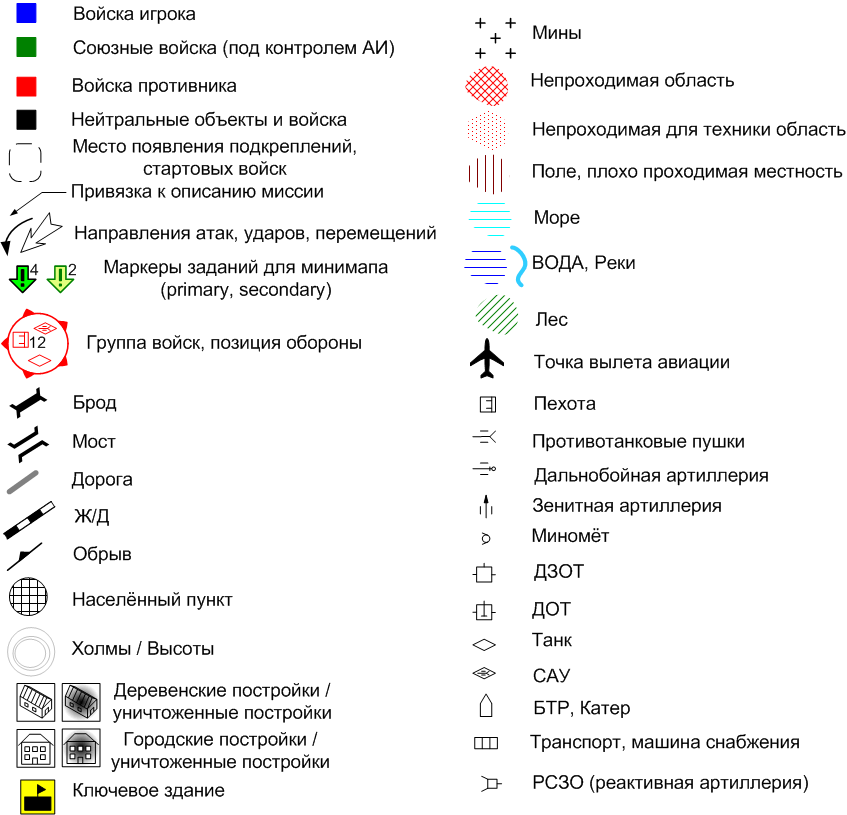 Войска игрока
Союзные войска (под контролем АИ)
Войска противника
Нейтральные объекты и войска
Место появления подкреплений,
стартовых войск
Привязка к описанию миссии
Направления атак, ударов, перемещений
4 2 Маркеры заданий для минимапа
(primary, secondary)
12 Группа войск, позиция обороны
Брод
Мост
Дорога
Ж/Д
Обрыв
Населённый пункт
Холмы / Высоты
Деревенские постройки /
уничтоженные постройки
Городские постройки /
уничтоженные постройки
Ключевое здание
Мины
Непроходимая область
Непроходимая для техники область
Поле, плохо проходимая местность
Море
ВОДА, Реки
Лес
Точка вылета авиации
Пехота
Противотанковые пушки
Дальнобойная артиллерия
Зенитная артиллерия
Миномёт
ДЗОТ
ДОТ
Танк
САУ
БТР, Катер
Транспорт, машина снабжения
РСЗО (реактивная артиллерия)